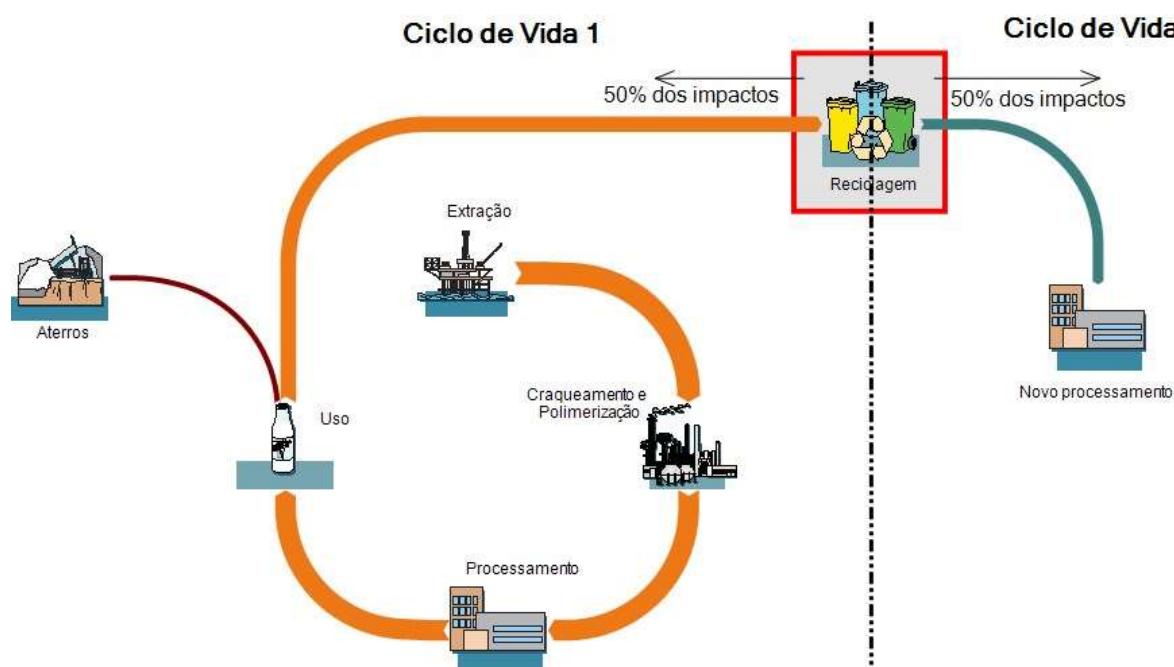 Ciclo de Vida 1
Ciclo de Vida
50% dos impactos
50% dos impactos
Reciclagem
Extração
Aterros
Uso
Craqueamento e
Polimerização
Novo processamento
Processamento